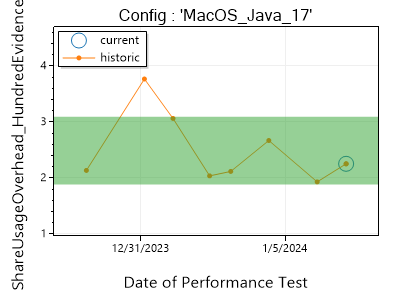 Config : 'MacOS_Java_17'
current
historic
ShareUsageOverhead_HundredEvidence
4
3
2
1
12/31/2023
1/5/2024
Date of Performance Test